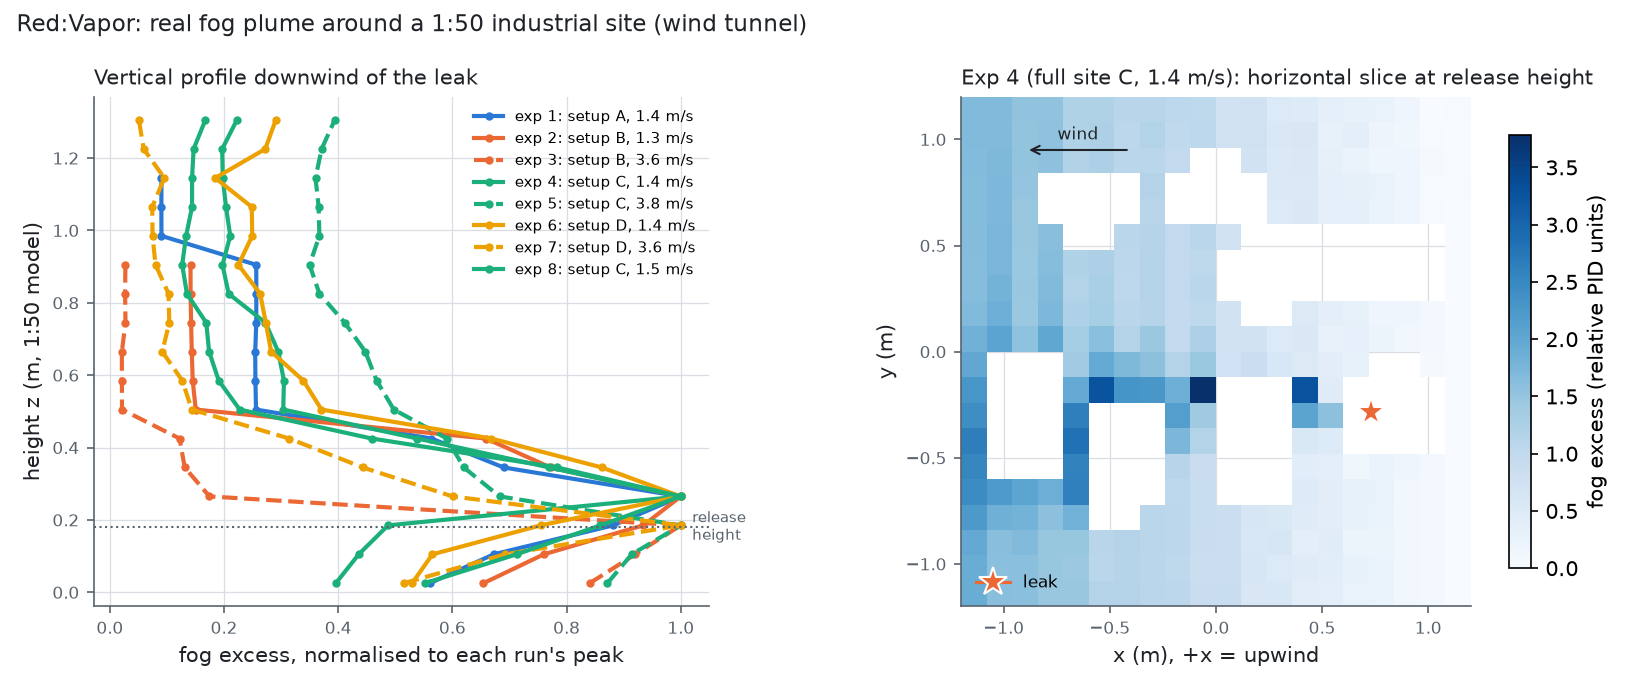 Red:Vapor: real fog plume around a 1:50 industrial site (wind tunnel)
Vertical profile downwind of the leak
height z (m, 1:50 model)
1.2
1.0
0.8
0.6
0.4
0.2
0.0
exp 1: setup A, 1.4 m/s
exp 2: setup B, 1.3 m/s
exp 3: setup B, 3.6 m/s
exp 4: setup C, 1.4 m/s
exp 5: setup C, 3.8 m/s
exp 6: setup D, 1.4 m/s
exp 7: setup D, 3.6 m/s
exp 8: setup C, 1.5 m/s
release
height
0.0 0.2 0.4 0.6 0.8 1.0
fog excess, normalised to each run's peak
Exp 4 (full site C, 1.4 m/s): horizontal slice at release height
y (m)
1.0
0.5
0.0
−0.5
−1.0
wind
leak
−1.0 −0.5 0.0 0.5 1.0
x (m), +x = upwind
3.5
3.0
2.5
2.0
1.5
1.0
0.5
0.0
fog excess (relative PID units)